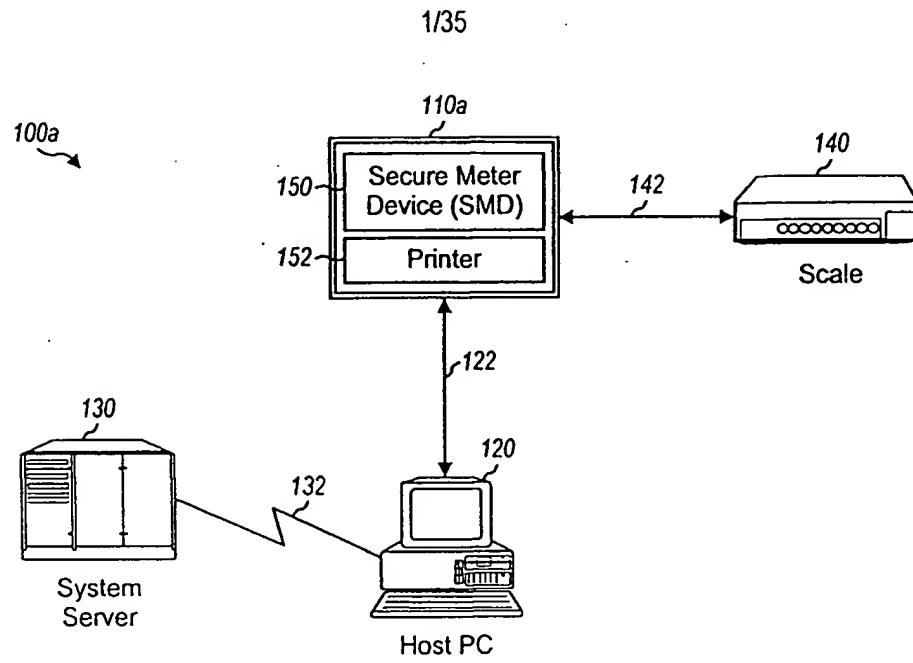 1/35
100a
110a
150
Secure Meter
Device (SMD)
152
Printer
142
140
Scale
122
130
132
120
System
Server
Host PC